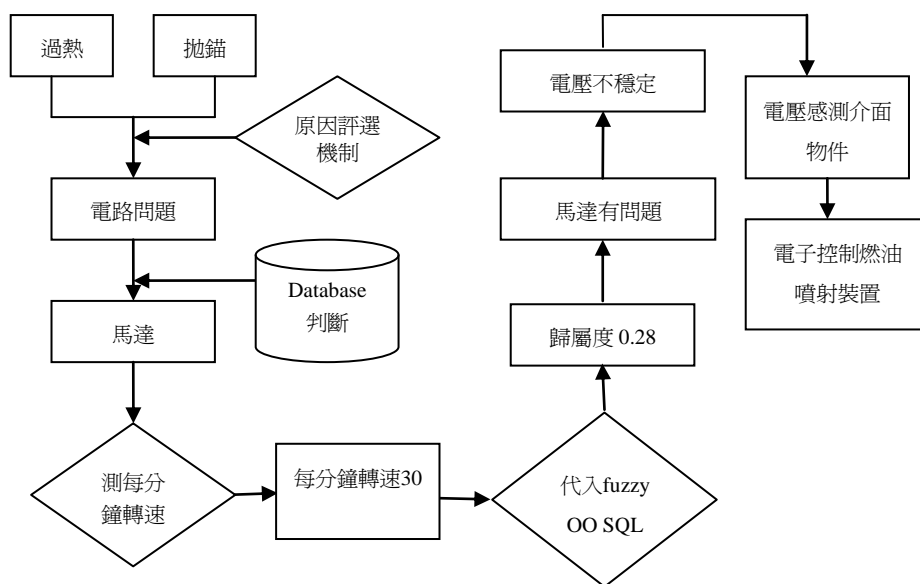 過熱
拋錨
原因評選
機制
電路問題
Database
判斷
馬達
測每分
鐘轉速
每分鐘轉速30
代入fuzzy
OO SQL
歸屬度 0.28
馬達有問題
電壓不穩定
電壓感測介面
物件
電子控制燃油
噴射裝置